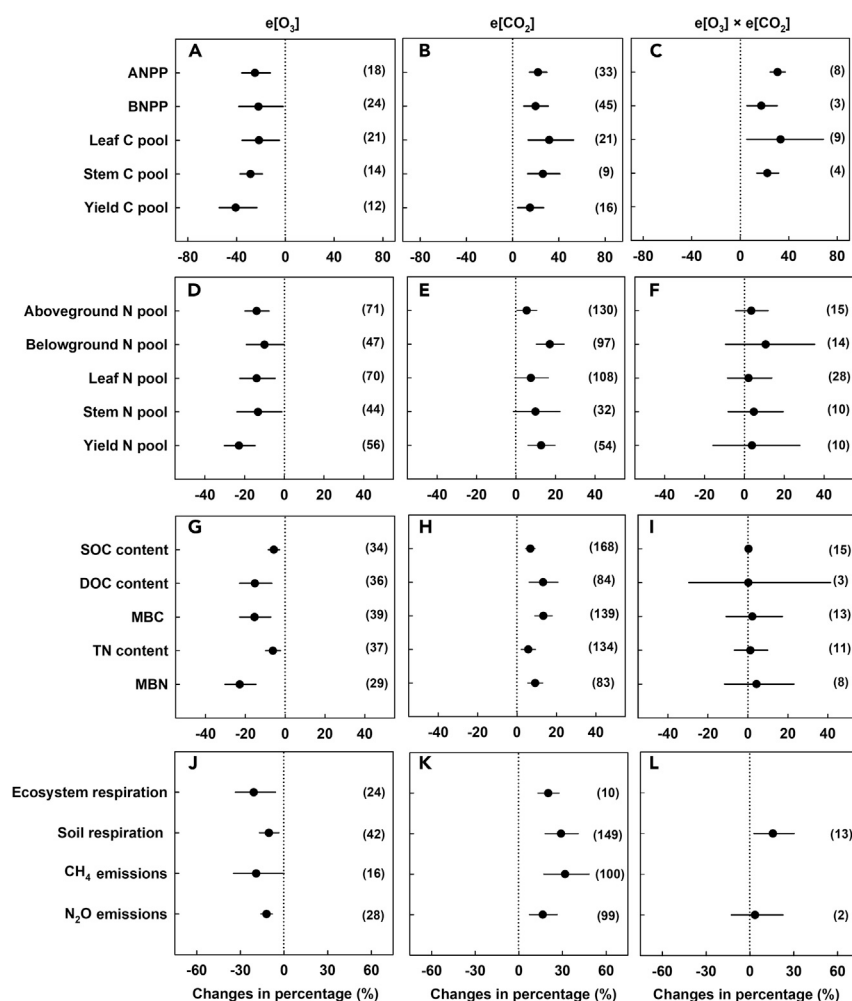 e[O₃] e[CO₂] e[O₃] × e[CO₂]
A B C
ANPP (18) (33) (8)
BNPP (24) (45) (3)
Leaf C pool (21) (21) (9)
Stem C pool (14) (9) (4)
Yield C pool (12) (16)
-80 -40 0 40 80 -80 -40 0 40 80 -80 -40 0 40 80
D E F
Aboveground N pool (71) (130) (15)
Belowground N pool (47) (97) (14)
Leaf N pool (70) (108) (28)
Stem N pool (44) (32) (10)
Yield N pool (56) (54) (10)
-40 -20 0 20 40 -40 -20 0 20 40 -40 -20 0 20 40
G H I
SOC content (34) (168) (15)
DOC content (36) (84) (3)
MBC (39) (139) (13)
TN content (37) (134) (11)
MBN (29) (83) (8)
-40 -20 0 20 40 -40 -20 0 20 40 -40 -20 0 20 40
J K L
Ecosystem respiration (24) (10)
Soil respiration (42) (149) (13)
CH₄ emissions (16) (100)
N₂O emissions (28) (99) (2)
-60 -30 0 30 60 -60 -30 0 30 60 -60 -30 0 30 60
Changes in percentage (%) Changes in percentage (%) Changes in percentage (%)